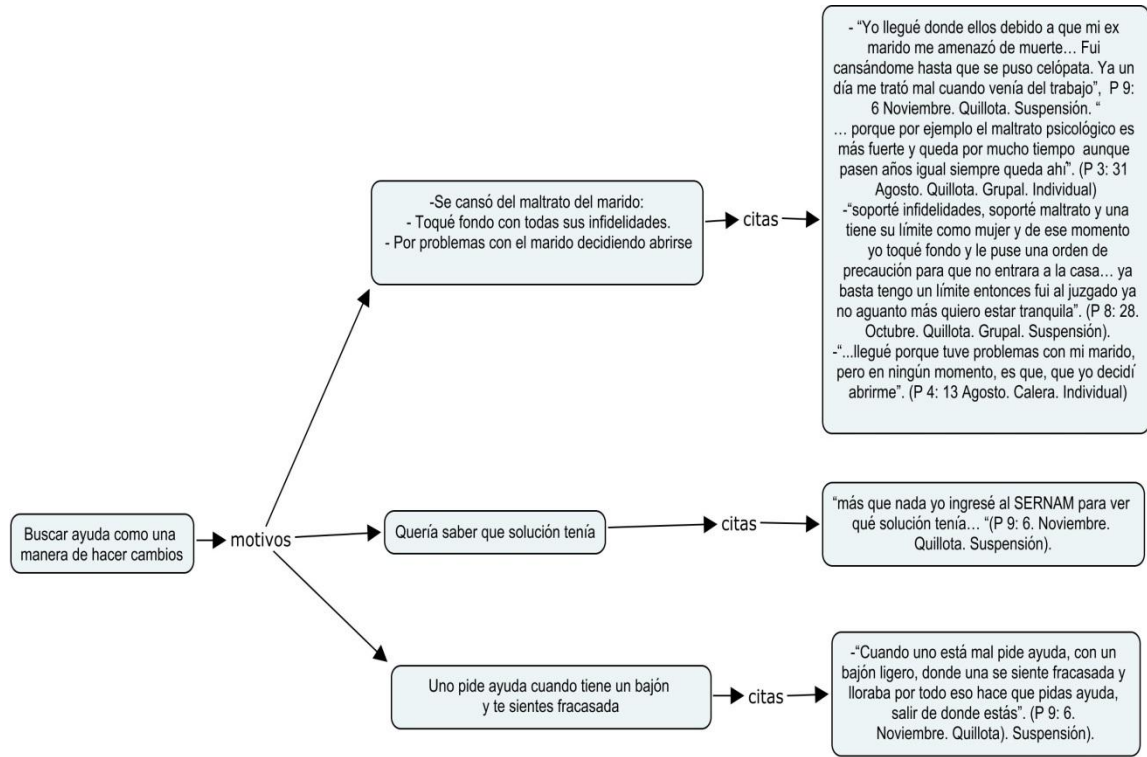 Buscar ayuda como una
manera de hacer cambios
motivos
-Se cansó del maltrato del marido:
- Toqué fondo con todas sus infidelidades.
- Por problemas con el marido decidiendo abrirse
citas
- “Yo llegué donde ellos debido a que mi ex
marido me amenazó de muerte… Fui
cansándome hasta que se puso celópata. Ya un
día me trató mal cuando venía del trabajo”, P 9:
6 Noviembre. Quillota. Suspensión. “
… porque por ejemplo el maltrato psicológico es
más fuerte y queda por mucho tiempo aunque
pasen años igual siempre queda ahí”. (P 3: 31
Agosto. Quillota. Grupal. Individual)
-“soporté infidelidades, soporté maltrato y una
tiene su límite como mujer y de ese momento
yo toqué fondo y le puse una orden de
precaución para que no entrara a la casa… ya
basta tengo un límite entonces fui al juzgado ya
no aguanto más quiero estar tranquila”. (P 8: 28.
Octubre. Quillota. Grupal. Suspensión).
-“...llegué porque tuve problemas con mi marido,
pero en ningún momento, es que, que yo decidí
abrirme”. (P 4: 13 Agosto. Calera. Individual)
Quería saber que solución tenía
citas
“más que nada yo ingresé al SERNAM para ver
qué solución tenía… “(P 9: 6. Noviembre.
Quillota. Suspensión).
Uno pide ayuda cuando tiene un bajón
y te sientes fracasada
citas
-“Cuando uno está mal pide ayuda, con un
bajón ligero, donde una se siente fracasada y
lloraba por todo eso hace que pidas ayuda,
salir de donde estás”. (P 9: 6.
Noviembre. Quillota). Suspensión).